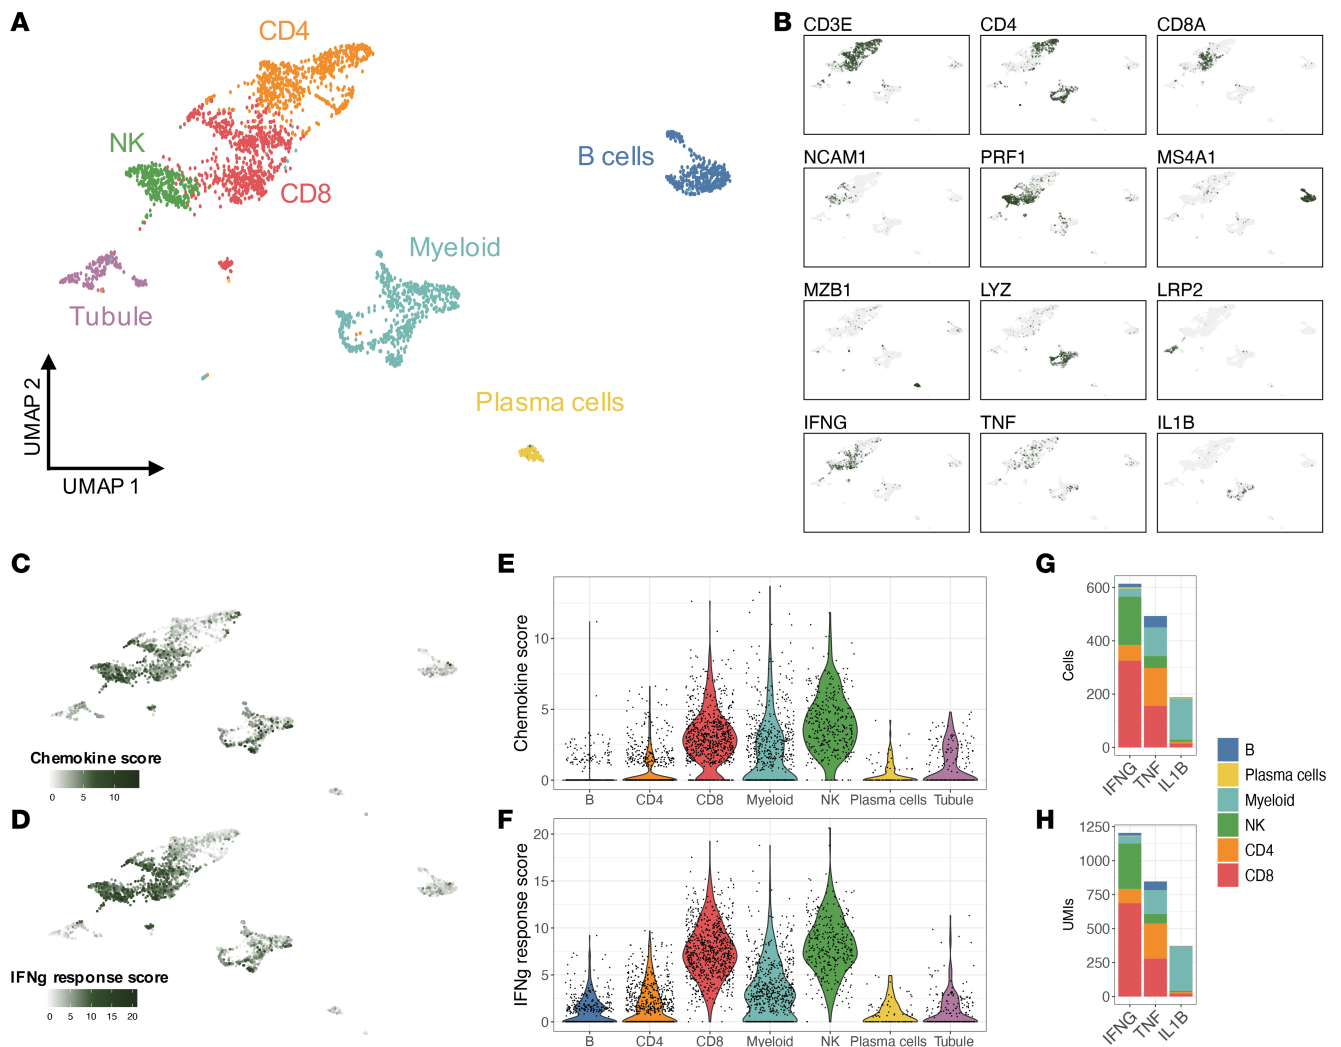 A
CD4
NK
CD8
B cells
Myeloid
Tubule
Plasma cells
UMAP 2
UMAP 1
B
CD3E
CD4
CD8A
NCAM1
PRF1
MS4A1
MZB1
LYZ
LRP2
IFNG
TNF
IL1B
C
Chemokine score
0 5 10
D
IFNg response score
0 5 10 15 20
E
Chemokine score
10
5
0
B CD4 CD8 Myeloid NK Plasma cells Tubule
F
IFNg response score
20
15
10
5
0
B CD4 CD8 Myeloid NK Plasma cells Tubule
G
Cells
600
400
200
0
IFNG TNF IL1B
H
UMIs
1250
1000
750
500
250
0
IFNG TNF IL1B
B
Plasma cells
Myeloid
NK
CD4
CD8